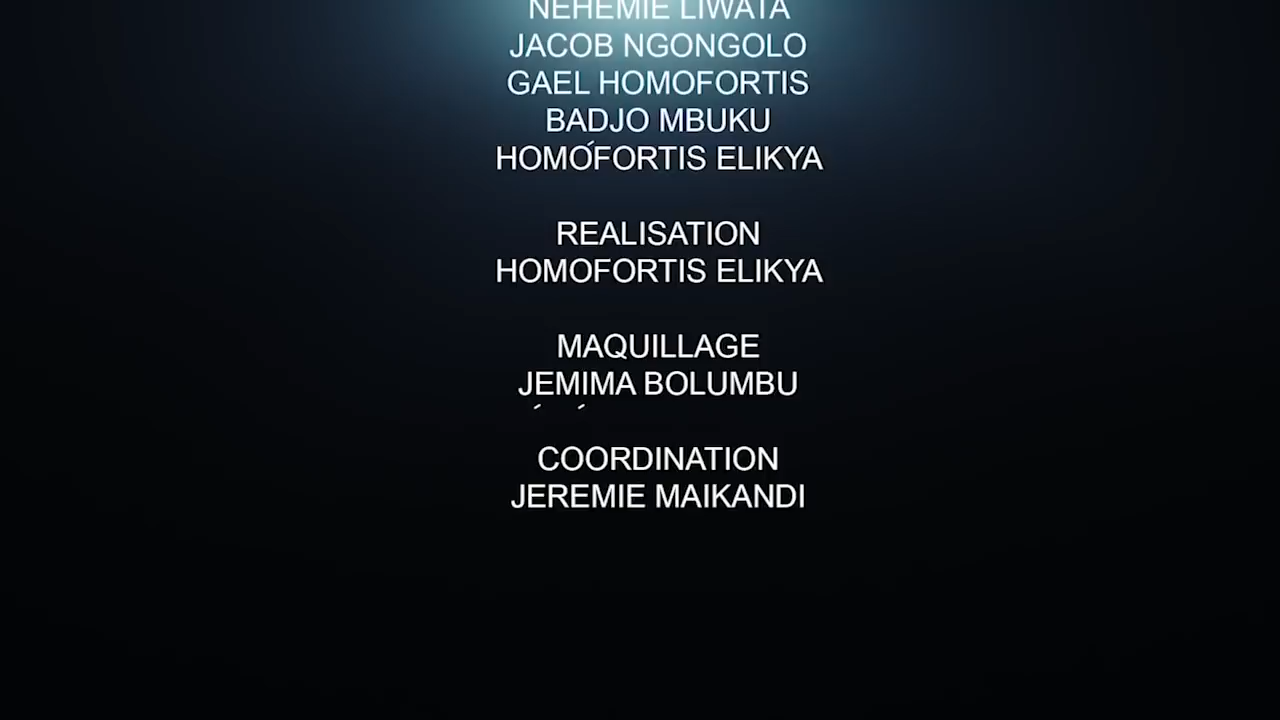 NEHEMIE LIWATA
JACOB NGONGOLO
GAEL HOMOFORTIS
BADJO MBUKU
HOMOFORTIS ELIKYA
REALISATION
HOMOFORTIS ELIKYA
MAQUILLAGE
JEMIMA BOLUMBU
COORDINATION
JEREMIE MAIKANDI